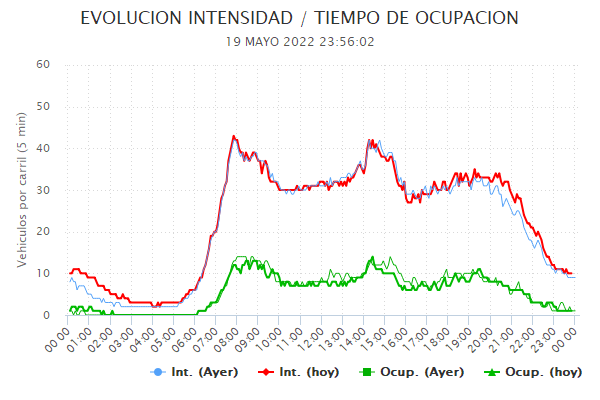 EVOLUCION INTENSIDAD / TIEMPO DE OCUPACION
19 MAYO 2022 23:56:02
Vehiculos por carril (5 min)
60
50
40
30
20
10
0
00:00 01:00 02:00 03:00 04:00 05:00 06:00 07:00 08:00 09:00 10:00 11:00 12:00 13:00 14:00 15:00 16:00 17:00 18:00 19:00 20:00 21:00 22:00 23:00 00:00
Int. (Ayer) Int. (hoy) Ocup. (Ayer) Ocup. (hoy)